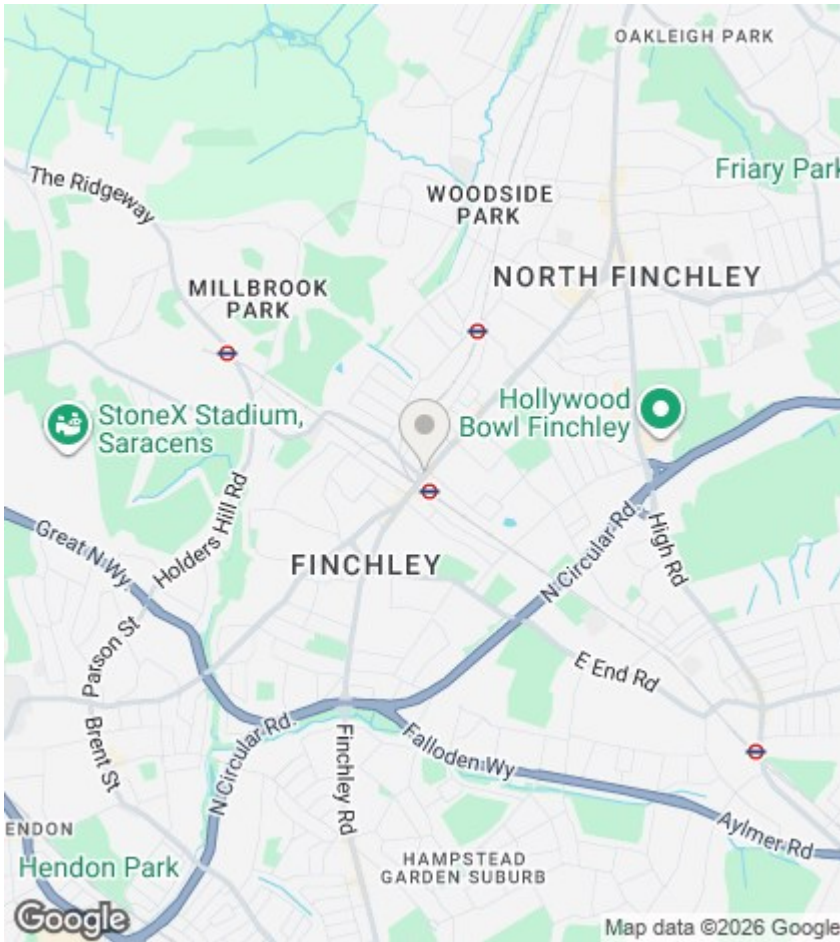 OAKLEIGH PARK
Friary Park
The Ridgeway
WOODSIDE
PARK
MILLBROOK
PARK
NORTH FINCHLEY
StoneX Stadium,
Saracens
Hollywood
Bowl Finchley
Great N Wy.
Holders Hill Rd
FINCHLEY
N Circular Rd.
High Rd
Parson St
E End Rd
Brent St
N Circular Rd.
Finchley Rd
Falloden Wy
Aylmer Rd
ENDON
Hendon Park
HAMPSTEAD
GARDEN SUBURB
Google
Map data ©2026 Google